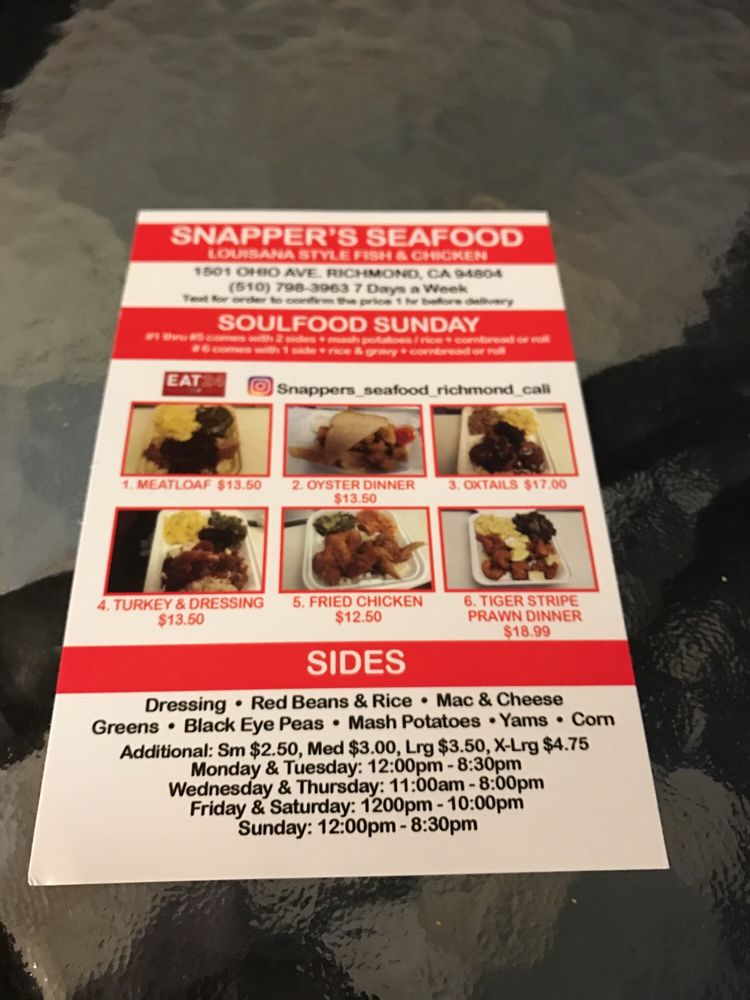 SNAPPER'S SEAFOOD
LOUISANA STYLE FISH & CHICKEN
1501 OHIO AVE. RICHMOND, CA 94804
(510) 798-3963 7 Days a Week
Text for order to confirm the price 1 hr before delivery
SOULFOOD SUNDAY
#1 thru #5 comes with 2 sides + mash potatoes / rice + cornbread or roll
# 6 comes with 1 side + rice & gravy + cornbread or roll
EAT24
Snappers_seafood_richmond_cali
1. MEATLOAF $13.50
2. OYSTER DINNER
$13.50
3. OXTAILS $17.00
4. TURKEY & DRESSING
$13.50
5. FRIED CHICKEN
$12.50
6. TIGER STRIPE
PRAWN DINNER
$18.99
SIDES
Dressing • Red Beans & Rice • Mac & Cheese
Greens • Black Eye Peas • Mash Potatoes • Yams • Corn
Additional: Sm $2.50, Med $3.00, Lrg $3.50, X-Lrg $4.75
Monday & Tuesday: 12:00pm - 8:30pm
Wednesday & Thursday: 11:00am - 8:00pm
Friday & Saturday: 1200pm - 10:00pm
Sunday: 12:00pm - 8:30pm